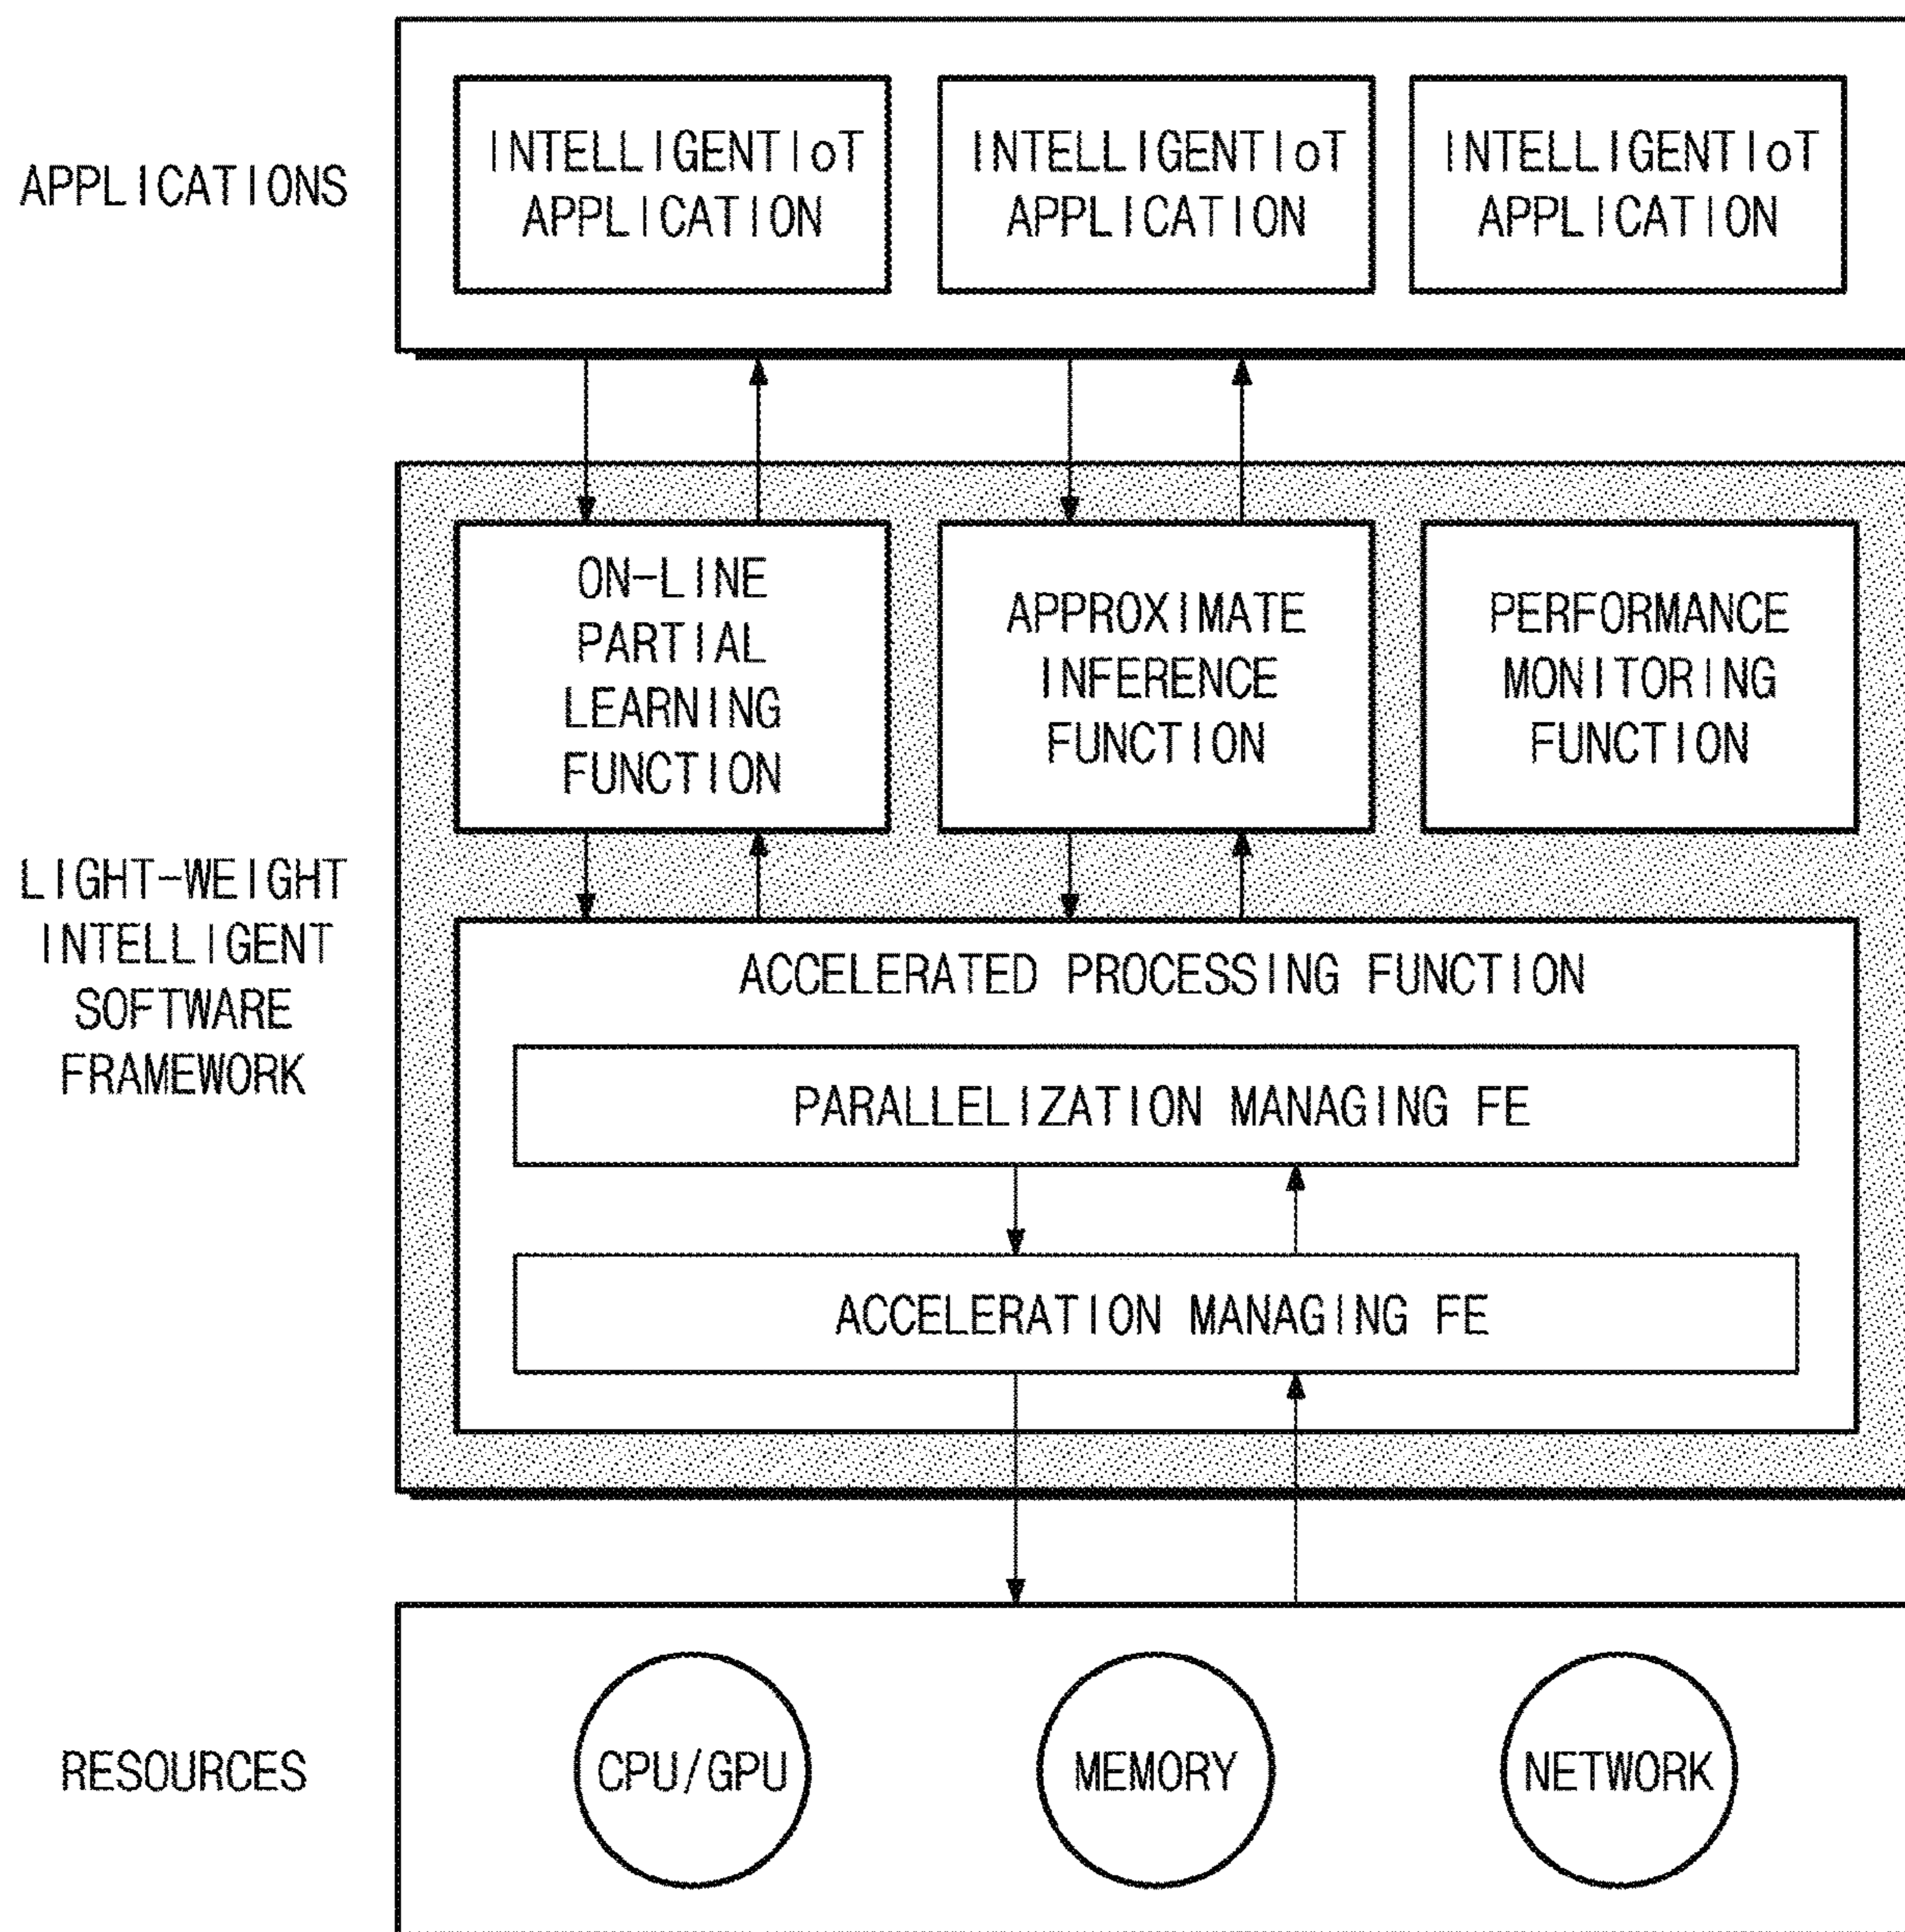 APPLICATIONS
INTELLIGENT IoT
APPLICATION
INTELLIGENT IoT
APPLICATION
INTELLIGENT IoT
APPLICATION
LIGHT-WEIGHT
INTELLIGENT
SOFTWARE
FRAMEWORK
ON-LINE
PARTIAL
LEARNING
FUNCTION
APPROXIMATE
INFERENCE
FUNCTION
PERFORMANCE
MONITORING
FUNCTION
ACCELERATED PROCESSING FUNCTION
PARALLELIZATION MANAGING FE
ACCELERATION MANAGING FE
RESOURCES
CPU/GPU
MEMORY
NETWORK